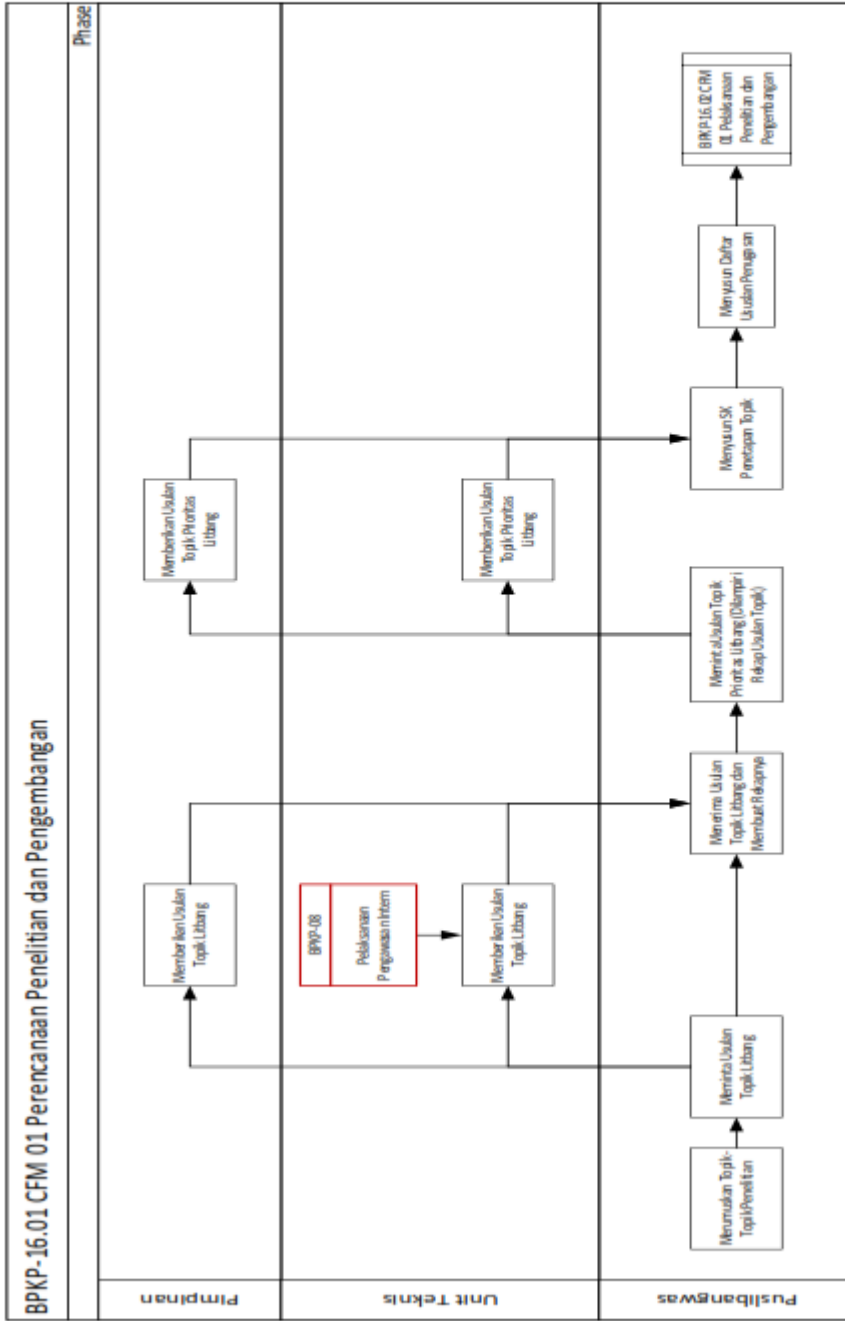 BPKP-16.01 CFM 01 Perencanaan Penelitian dan Pengembangan
Phase
Pimpinan
Memberikan Usulan
Topik Litbang
Memberikan Usulan
Topik Prioritas
Litbang
Unit Teknis
BPKP-08
Pelaksanaan
Pengawasan Intern
Memberikan Usulan
Topik Litbang
Memberikan Usulan
Topik Prioritas
Litbang
Puslibangwas
Merumuskan Topik-
Topik Penelitian
Meminta Usulan
Topik Litbang
Menerima Usulan
Topik Litbang dan
Membuat Rekapnya
Meminta Usulan Topik
Prioritas Litbang (Dilampiri
Rekap Usulan Topik)
Menyusun SK
Penetapan Topik
Menyusun Daftar
Usulan Penugasan
BPKP-16.02 CFM
01 Pelaksanaan
Penelitian dan
Pengembangan